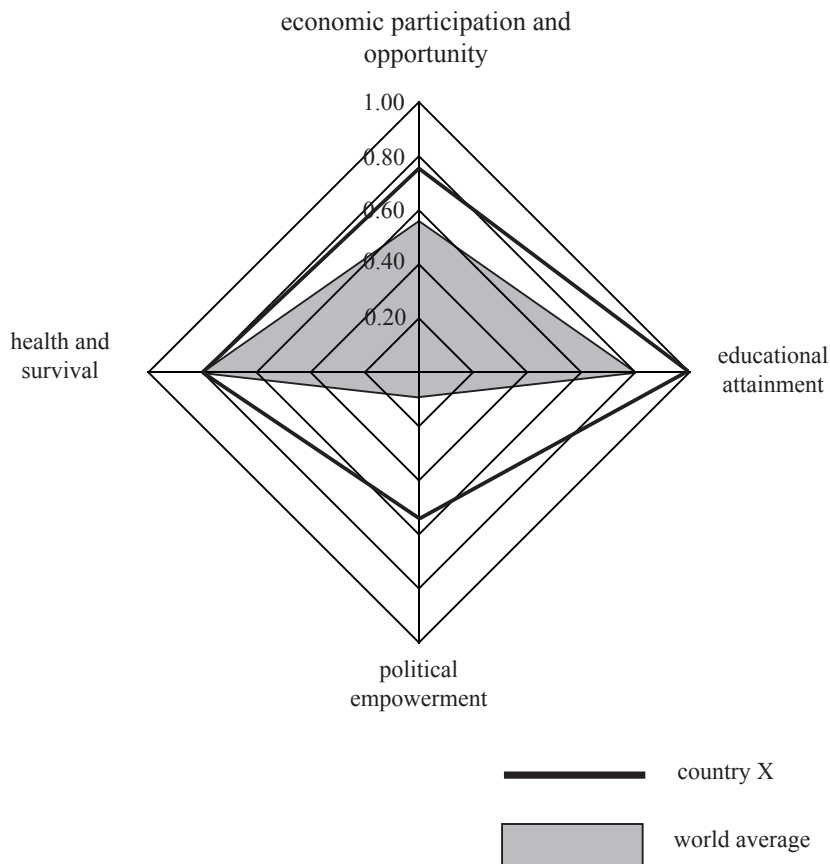 economic participation and
opportunity
1.00
0.80
0.60
0.40
0.20
health and
survival
educational
attainment
political
empowerment
country X
world average